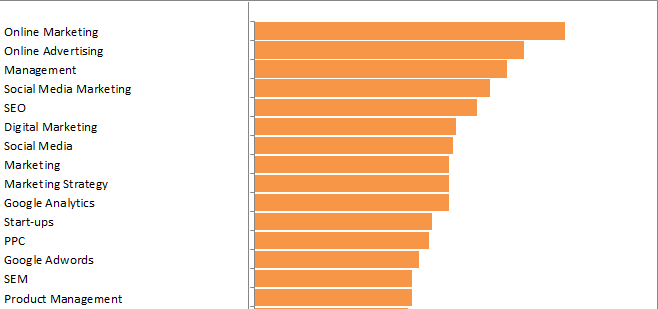 Online Marketing
Online Advertising
Management
Social Media Marketing
SEO
Digital Marketing
Social Media
Marketing
Marketing Strategy
Google Analytics
Start-ups
PPC
Google Adwords
SEM
Product Management